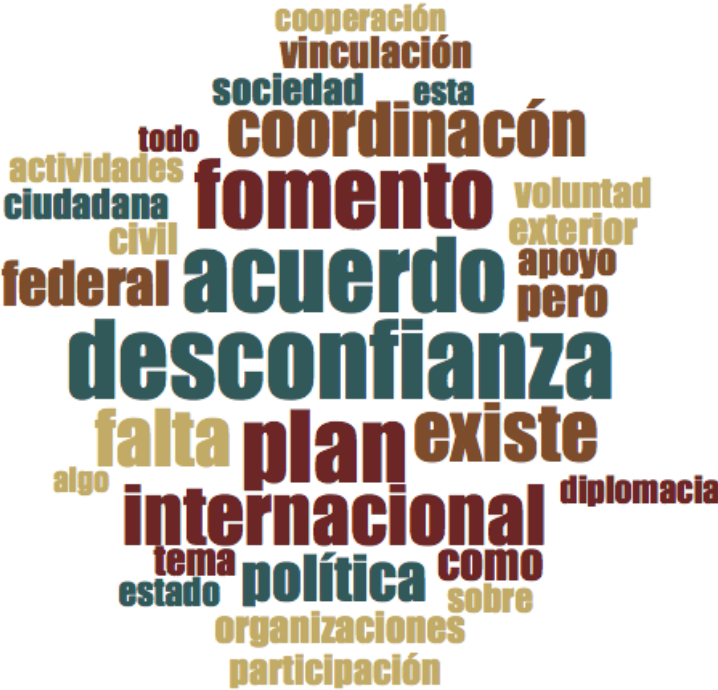 cooperación
vinculación
sociedad esta
todo coordinacón
actividades fomento voluntad
ciudadana exterior
civil acuerdo apoyo
federal pero
desconfianza
falta plan existe
algo diplomacia
internacional
tema política como
estado sobre
organizaciones
participación